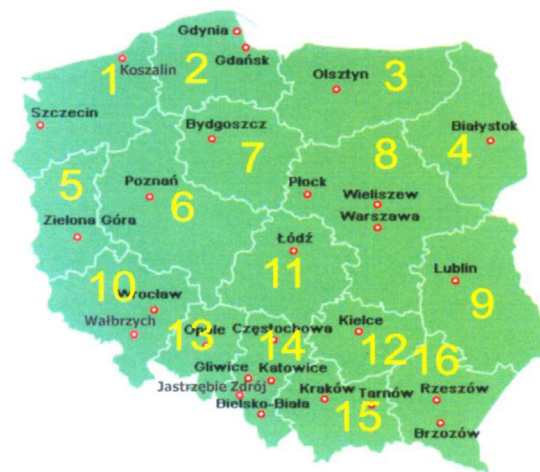 Gdynia
Gdańsk
1
Koszalin
2
3
Olsztyn
Szczecin
Bydgoszcz
7
8
4
Białystok
5
Poznań
6
Płock
Wieliszew
Warszawa
Zielona Góra
Łódź
11
Lublin
9
10
Wrocław
Wałbrzych
13
Opole
Częstochowa
14
Kielce
12
16
Gliwice
Katowice
Jastrzębie Zdrój
Bielsko-Biała
Kraków
15
Tarnów
Rzeszów
Brzozów